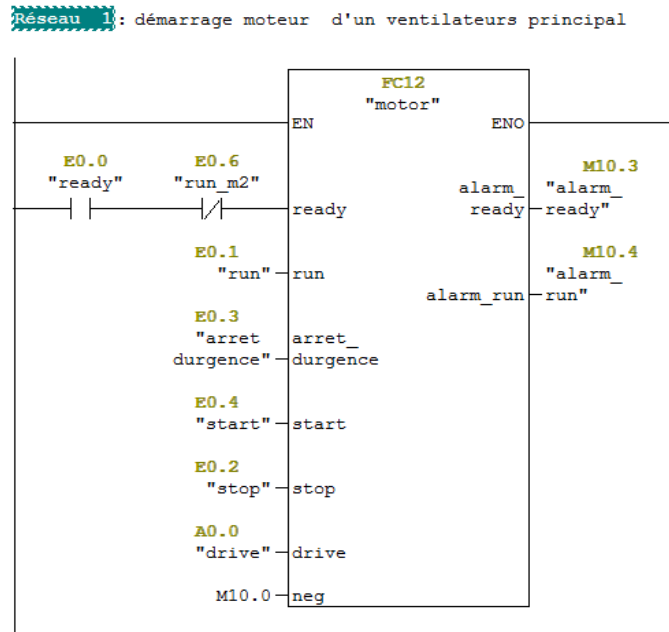 Réseau 1: démarrage moteur d'un ventilateurs principal
FC12
"motor"
EN ENO
E0.0 E0.6 M10.3
"ready" "run_m2" alarm_ "alarm_
ready ready ready"
E0.1 M10.4
"run" run "alarm_
alarm_run run"
E0.3
"arret arret_
durgence" durgence
E0.4
"start" start
E0.2
"stop" stop
A0.0
"drive" drive
M10.0 neg